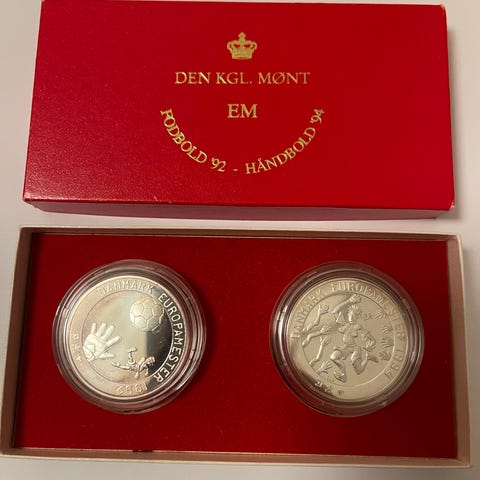 DEN KGL. MØNT
EM
FODBOLD '92 - HÅNDBOLD '94
DANMARK EUROPAMESTER 1992
DANMARK EUROPAMESTER 1994